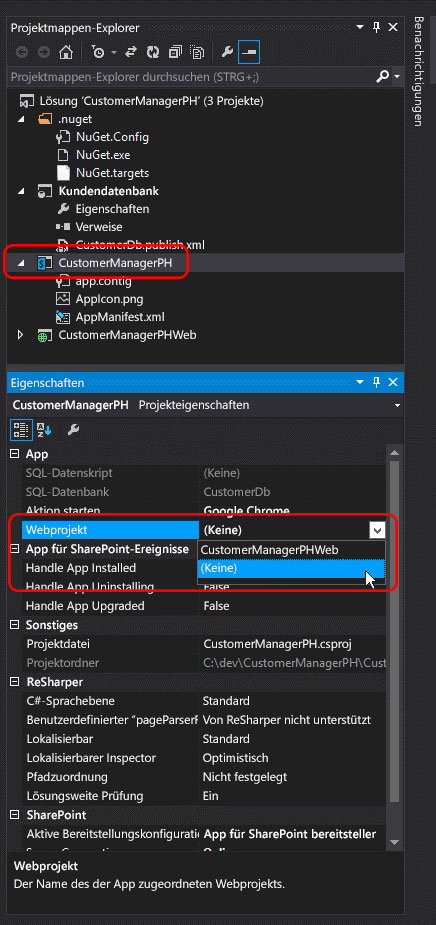 Projektmappen-Explorer
Benachrichtigungen
Projektmappen-Explorer durchsuchen (STRG+;)
Lösung 'CustomerManagerPH' (3 Projekte)
.nuget
NuGet.Config
NuGet.exe
NuGet.targets
Kundendatenbank
Eigenschaften
Verweise
CustomerDb.publish.xml
CustomerManagerPH
app.config
AppIcon.png
AppManifest.xml
CustomerManagerPHWeb
Eigenschaften
CustomerManagerPH Projekteigenschaften
App
SQL-Datenskript (Keine)
SQL-Datenbank CustomerDb
Aktion starten Google Chrome
Webprojekt (Keine)
App für SharePoint-Ereignisse CustomerManagerPHWeb
Handle App Installed (Keine)
Handle App Uninstalling False
Handle App Upgraded False
Sonstiges
Projektdatei CustomerManagerPH.csproj
Projektordner C:\dev\CustomerManagerPH\Cust
ReSharper
C#-Sprachebene Standard
Benutzerdefinierter "pageParserF Von ReSharper nicht unterstützt
Lokalisierbar Standard
Lokalisierbarer Inspector Optimistisch
Pfadzuordnung Nicht festgelegt
Lösungsweite Prüfung Ein
SharePoint
Aktive Bereitstellungskonfiguratio App für SharePoint bereitsteller
Webprojekt
Der Name des der App zugeordneten Webprojekts.